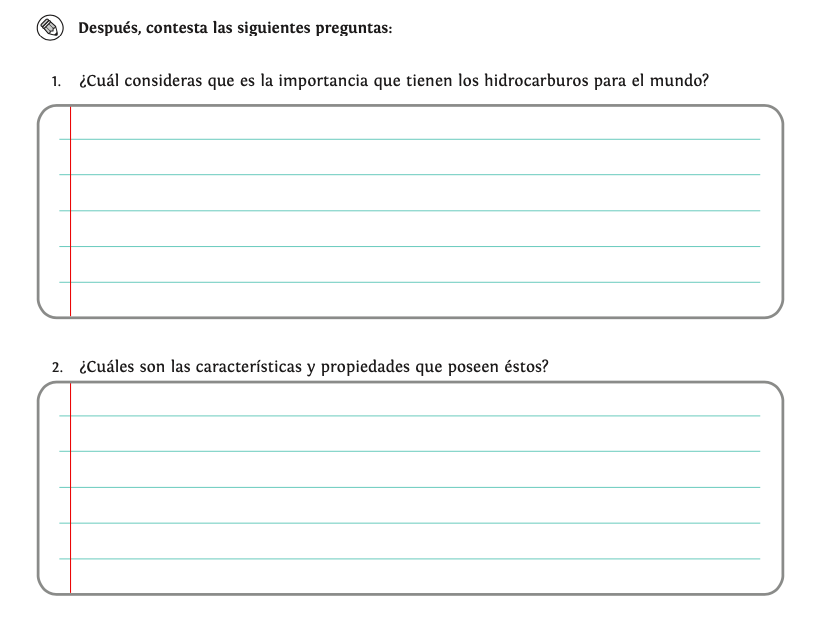 Después, contesta las siguientes preguntas:
1. ¿Cuál consideras que es la importancia que tienen los hidrocarburos para el mundo?
2. ¿Cuáles son las características y propiedades que poseen éstos?